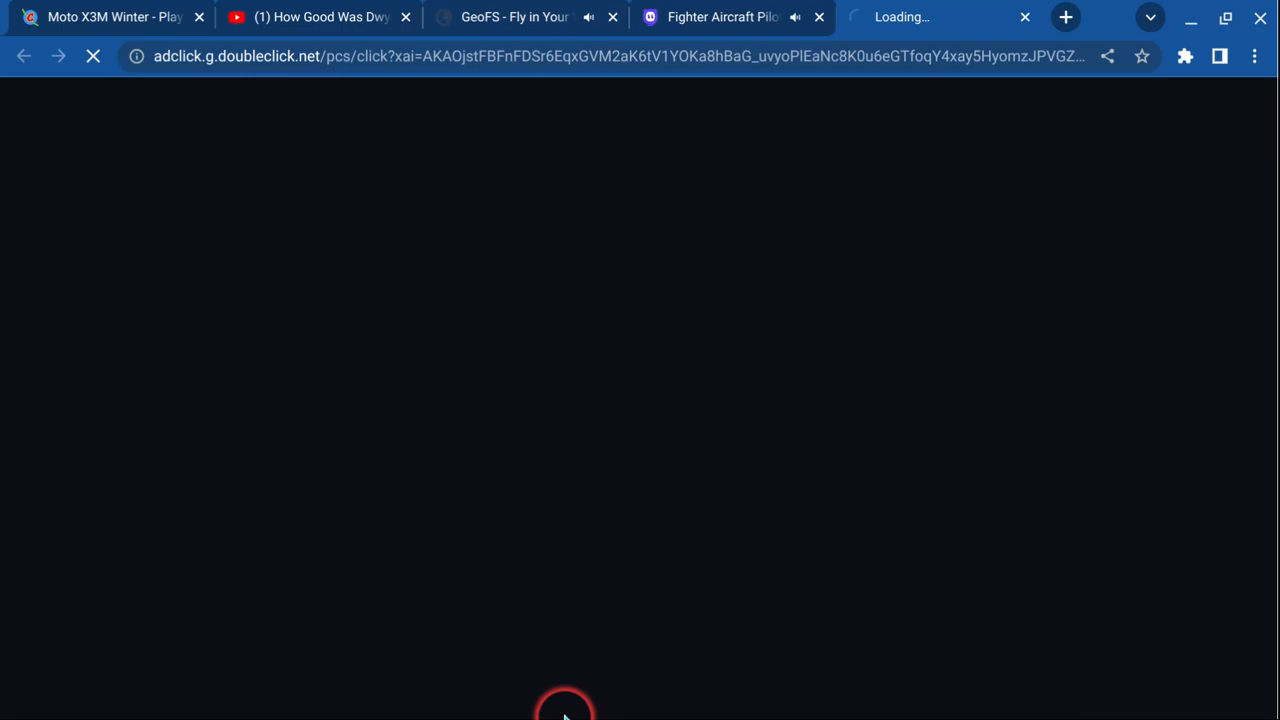 Moto X3M Winter - Play
(1) How Good Was Dwy
GeoFS - Fly in Your
Fighter Aircraft Pilot
Loading...
adclick.g.doubleclick.net/pcs/click?xai=AKAOjstFBFnFDSr6EqxGVM2aK6tV1YOKa8hBaG_uvyoPlEaNc8K0u6eGTfoqY4xay5HyomzJPVGZ...